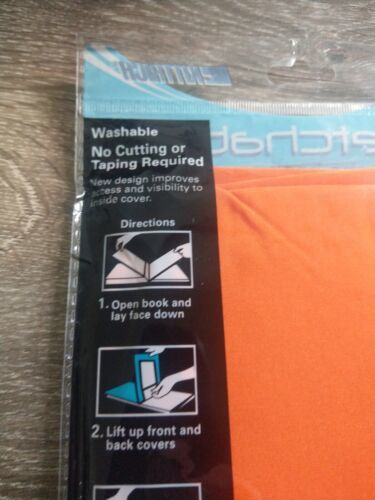 Washable
No Cutting or
Taping Required
New design improves
access and visibility to
inside cover.
Directions
1. Open book and
lay face down
2. Lift up front and
back covers